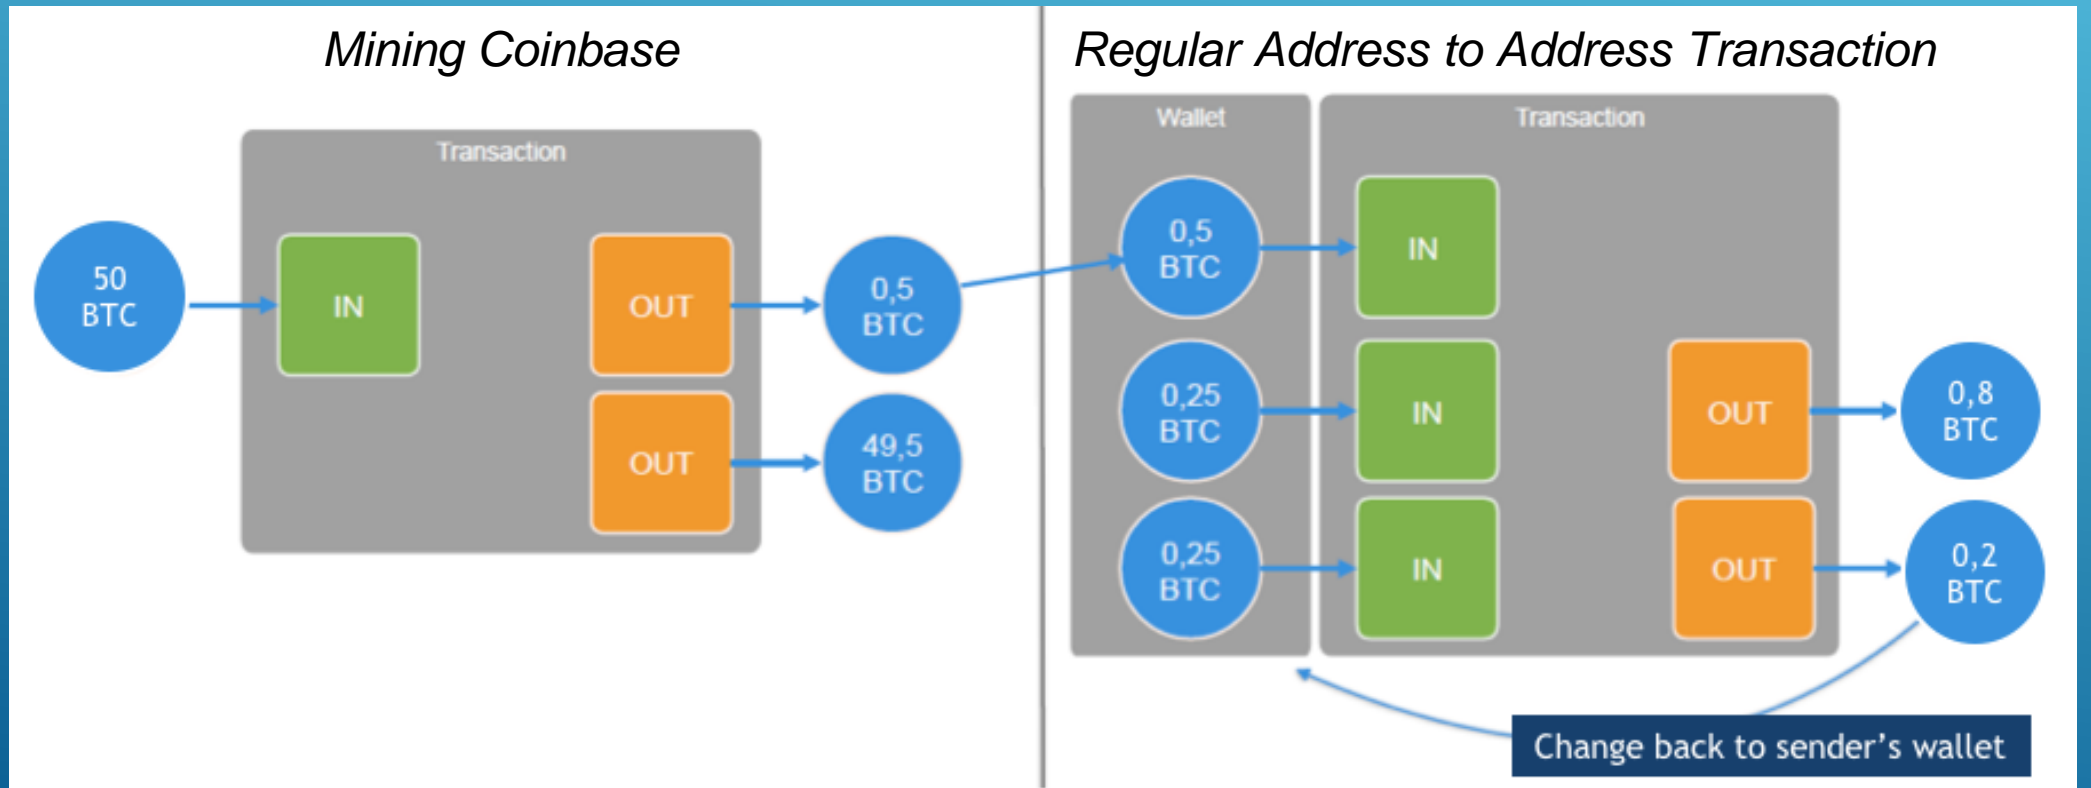 Mining Coinbase
Transaction
50
BTC
IN
OUT
0,5
BTC
OUT
49,5
BTC
Regular Address to Address Transaction
Wallet
Transaction
0,5
BTC
IN
0,25
BTC
IN
OUT
0,8
BTC
0,25
BTC
IN
OUT
0,2
BTC
Change back to sender's wallet